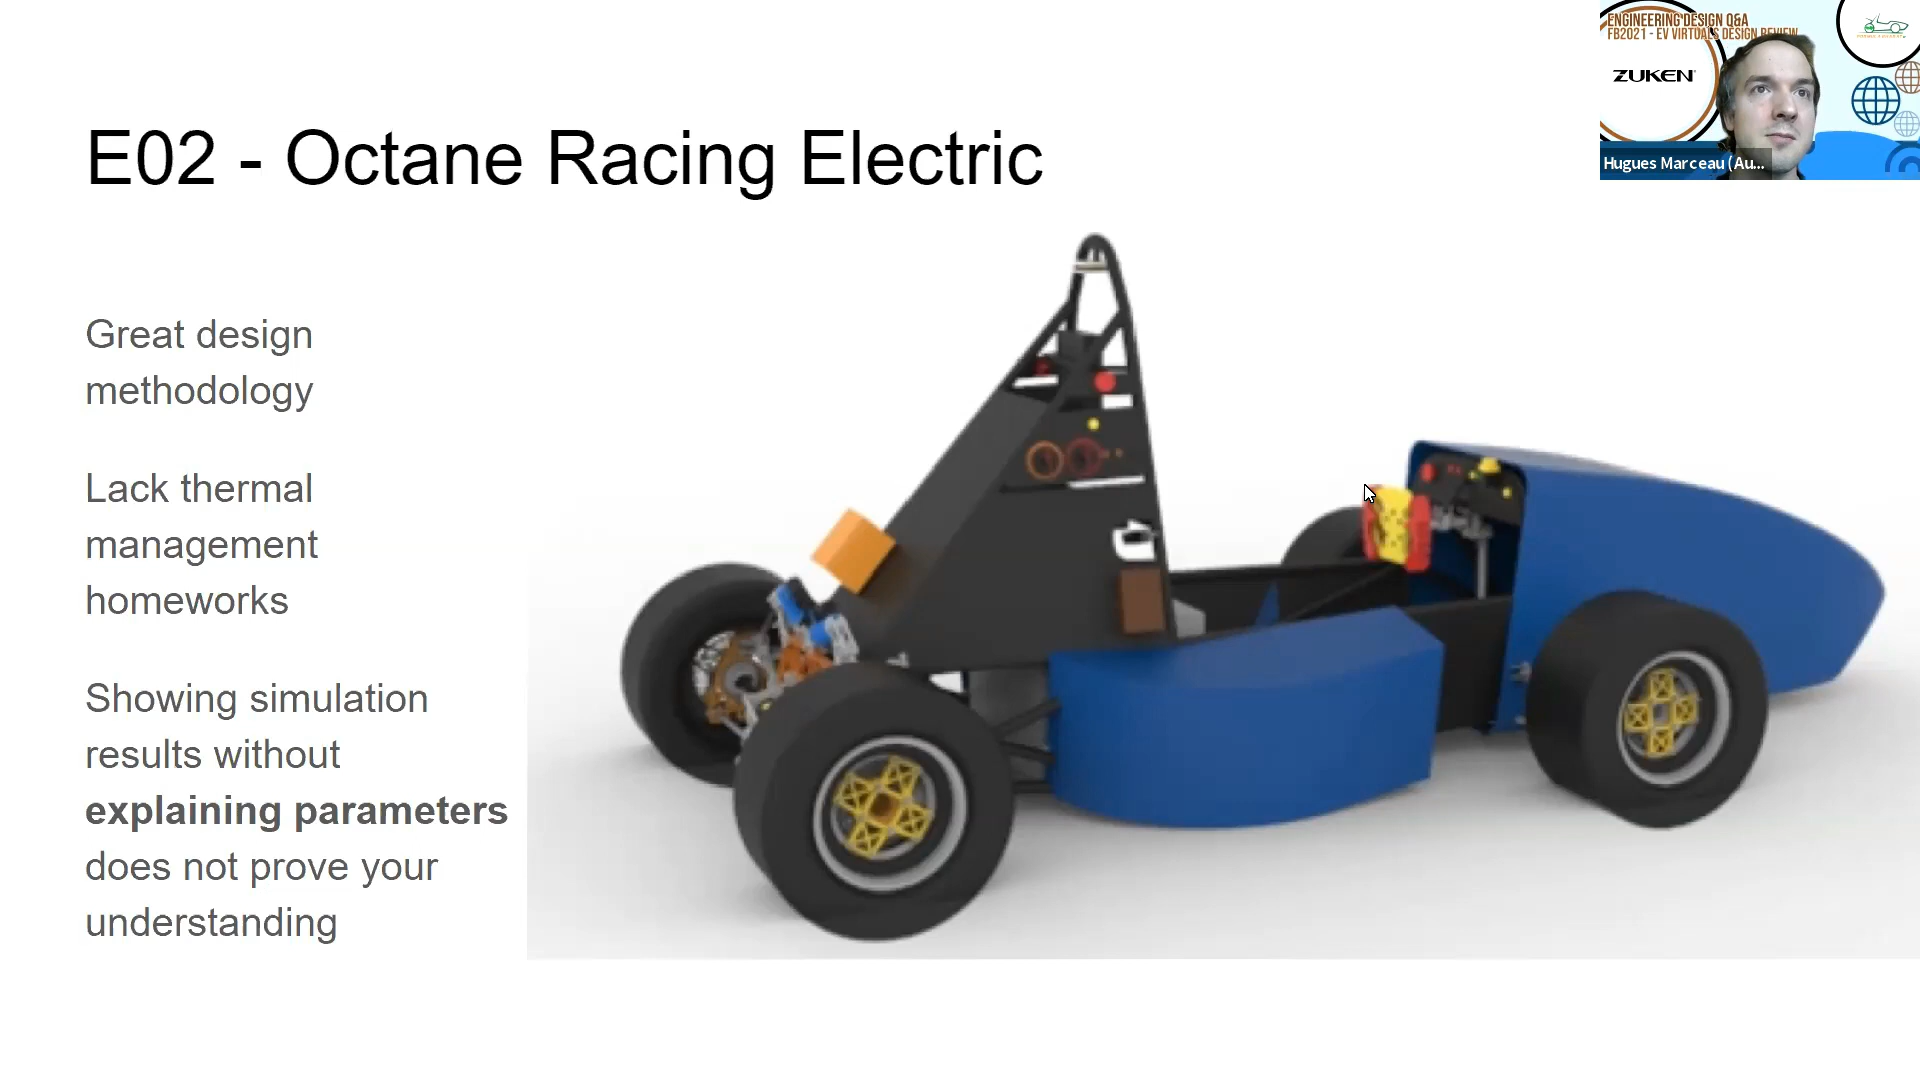 E02 - Octane Racing Electric
Great design
methodology
Lack thermal
management
homeworks
Showing simulation
results without
explaining parameters
does not prove your
understanding
ENGINEERING DESIGN Q&A
FB2021 - EV VIRTUALS DESIGN REVIEW
ZUKEN
Hugues Marceau (Au...